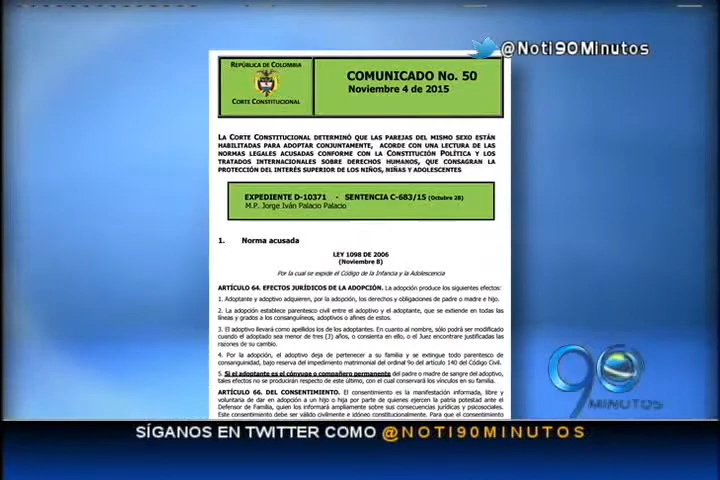 @Noti90Minutos
REPÚBLICA DE COLOMBIA
CORTE CONSTITUCIONAL
COMUNICADO No. 50
Noviembre 4 de 2015
LA CORTE CONSTITUCIONAL DETERMINÓ QUE LAS PAREJAS DEL MISMO SEXO ESTÁN
HABILITADAS PARA ADOPTAR CONJUNTAMENTE, ACORDE CON UNA LECTURA DE LAS
NORMAS LEGALES ACUSADAS CONFORME CON LA CONSTITUCIÓN POLÍTICA Y LOS
TRATADOS INTERNACIONALES SOBRE DERECHOS HUMANOS, QUE CONSAGRAN LA
PROTECCIÓN DEL INTERÉS SUPERIOR DE LOS NIÑOS, NIÑAS Y ADOLESCENTES
EXPEDIENTE D-10371 - SENTENCIA C-683/15 (Octubre 28)
M.P. Jorge Iván Palacio Palacio
1. Norma acusada
LEY 1098 DE 2006
(Noviembre 8)
Por la cual se expide el Código de la Infancia y la Adolescencia
ARTÍCULO 64. EFECTOS JURÍDICOS DE LA ADOPCIÓN. La adopción produce los siguientes efectos:
1. Adoptante y adoptivo adquieren, por la adopción, los derechos y obligaciones de padre o madre e hijo.
2. La adopción establece parentesco civil entre el adoptivo y el adoptante, que se extiende en todas las
líneas y grados a los consanguíneos, adoptivos o afines de estos.
3. El adoptivo llevará como apellidos los de los adoptantes. En cuanto al nombre, sólo podrá ser modificado
cuando el adoptado sea menor de tres (3) años, o consienta en ello, o el Juez encontrare justificadas las
razones de su cambio.
4. Por la adopción, el adoptivo deja de pertenecer a su familia y se extingue todo parentesco de
consanguinidad, bajo reserva del impedimento matrimonial del ordinal 9o del artículo 140 del Código Civil.
5. Si el adoptante es el cónyuge o compañero permanente del padre o madre de sangre del adoptivo,
tales efectos no se producirán respecto de este último, con el cual conservará los vínculos en su familia.
ARTÍCULO 66. DEL CONSENTIMIENTO. El consentimiento es la manifestación informada, libre y
voluntaria de dar en adopción a un hijo o hija por parte de quienes ejercen la patria potestad ante el
Defensor de Familia, quien los informará ampliamente sobre sus consecuencias jurídicas y psicosociales.
Este consentimiento debe ser válido civilmente e idóneo constitucionalmente. Para que el consentimiento
90
MINUTOS
SÍGANOS EN TWITTER COMO @NOTI90MINUTOS